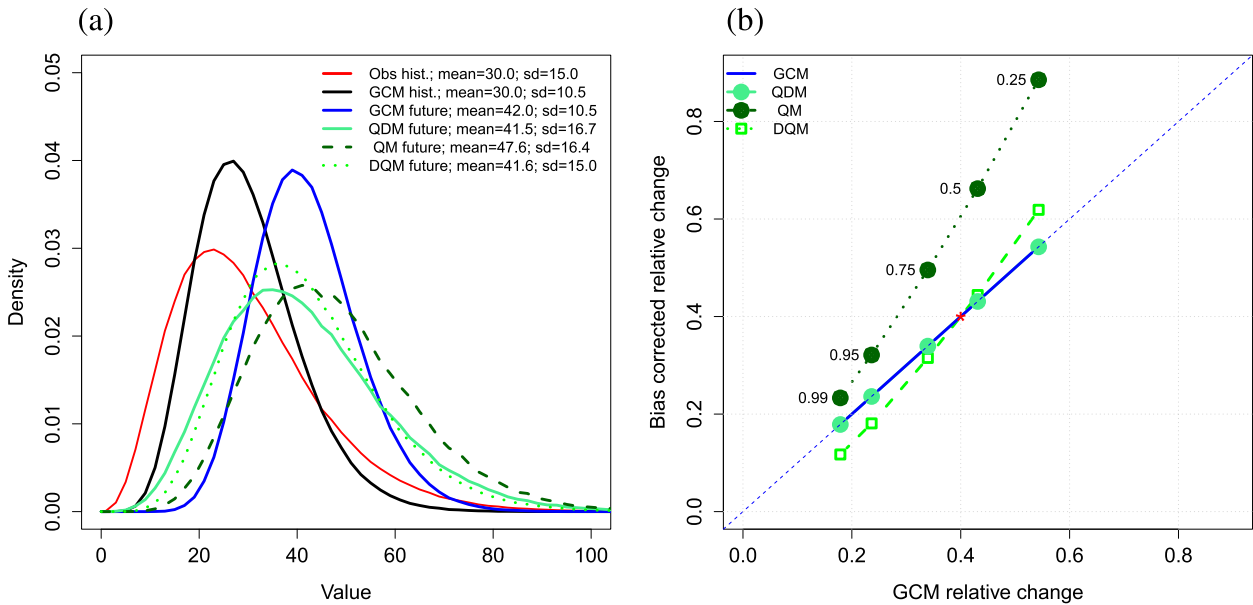 (a)
Obs hist.; mean=30.0; sd=15.0
GCM hist.; mean=30.0; sd=10.5
GCM future; mean=42.0; sd=10.5
QDM future; mean=41.5; sd=16.7
QM future; mean=47.6; sd=16.4
DQM future; mean=41.6; sd=15.0
Density
0.05
0.04
0.03
0.02
0.01
0.00
0 20 40 60 80 100
Value
(b)
GCM
QDM
QM
DQM
0.25
0.5
0.75
0.95
0.99
Bias corrected relative change
0.8
0.6
0.4
0.2
0.0
0.0 0.2 0.4 0.6 0.8
GCM relative change